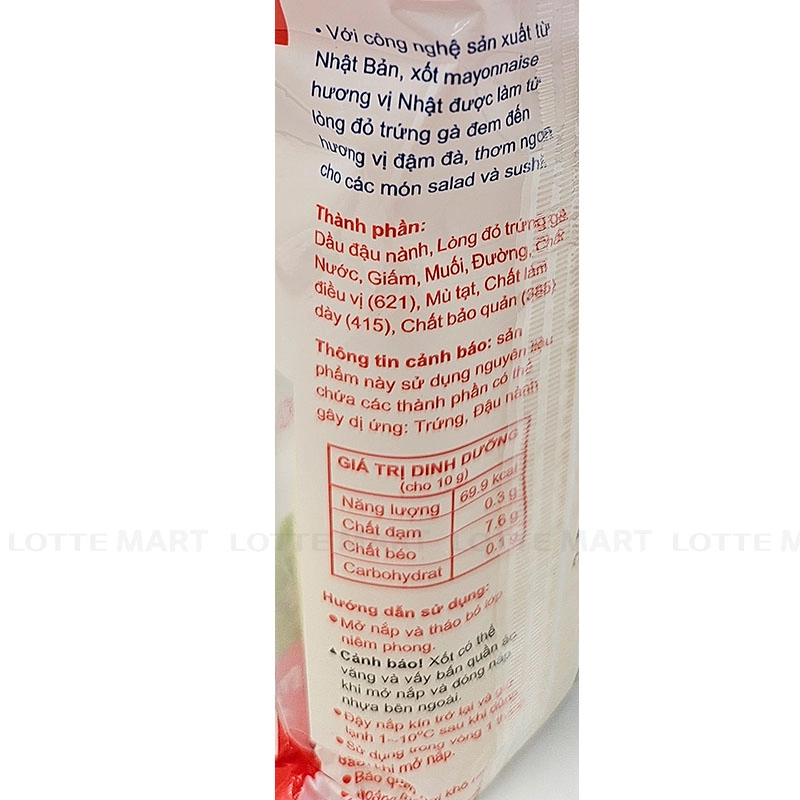 • Với công nghệ sản xuất từ
Nhật Bản, xốt mayonnaise
hương vị Nhật được làm từ
lòng đỏ trứng gà đem đến
hương vị đậm đà, thơm ngon
cho các món salad và sushi.
Thành phần:
Dầu đậu nành, Lòng đỏ trứng gà
Nước, Giấm, Muối, Đường, Chất
điều vị (621), Mù tạt, Chất làm
dày (415), Chất bảo quản (385)
Thông tin cảnh báo: sản
phẩm này sử dụng nguyên liệu
chứa các thành phần có thể
gây dị ứng: Trứng, Đậu nành
GIÁ TRỊ DINH DƯỠNG
(cho 10 g)
Năng lượng 69.9 kcal
Chất đạm 0.3 g
Chất béo 7.6 g
Carbohydrat 0.1 g
Hướng dẫn sử dụng:
• Mở nắp và tháo bỏ lớp
niêm phong.
▲Cảnh báo! Xốt có thể
văng và vấy bẩn quần áo
khi mở nắp và đóng nắp
nhựa bên ngoài.
• Đậy nắp kín trở lại và
lạnh 1~10°C sau khi dùng
• Sử dụng trong vòng 1
khi mở nắp.
• Bảo quản
LOTTE MART LOTTE MART LOTTE MART LOTTE M